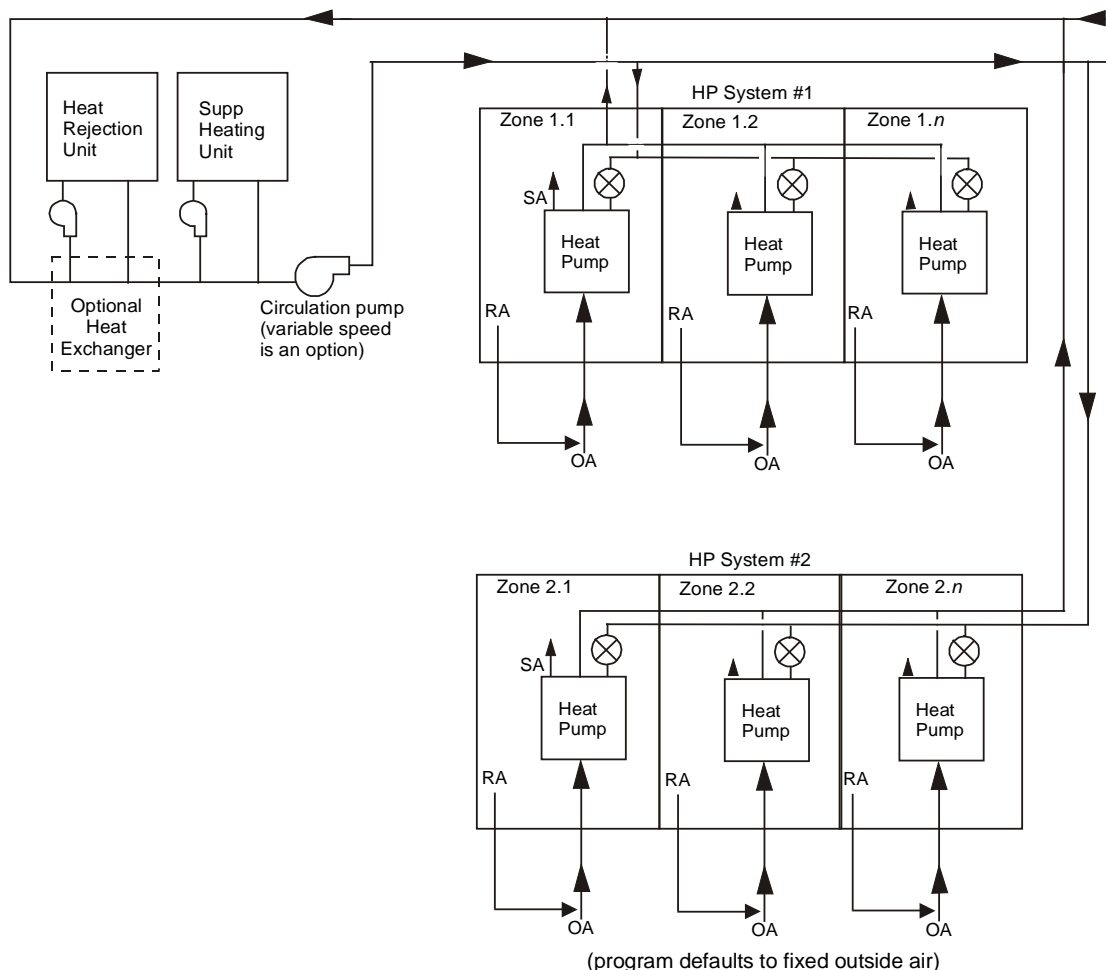 Heat
Rejection
Unit
Supp
Heating
Unit
Optional
Heat
Exchanger
Circulation pump
(variable speed
is an option)
HP System #1
Zone 1.1
Zone 1.2
Zone 1.n
SA
Heat
Pump
Heat
Pump
Heat
Pump
RA
RA
RA
OA
OA
OA
HP System #2
Zone 2.1
Zone 2.2
Zone 2.n
SA
Heat
Pump
Heat
Pump
Heat
Pump
RA
RA
RA
OA
OA
OA
(program defaults to fixed outside air)